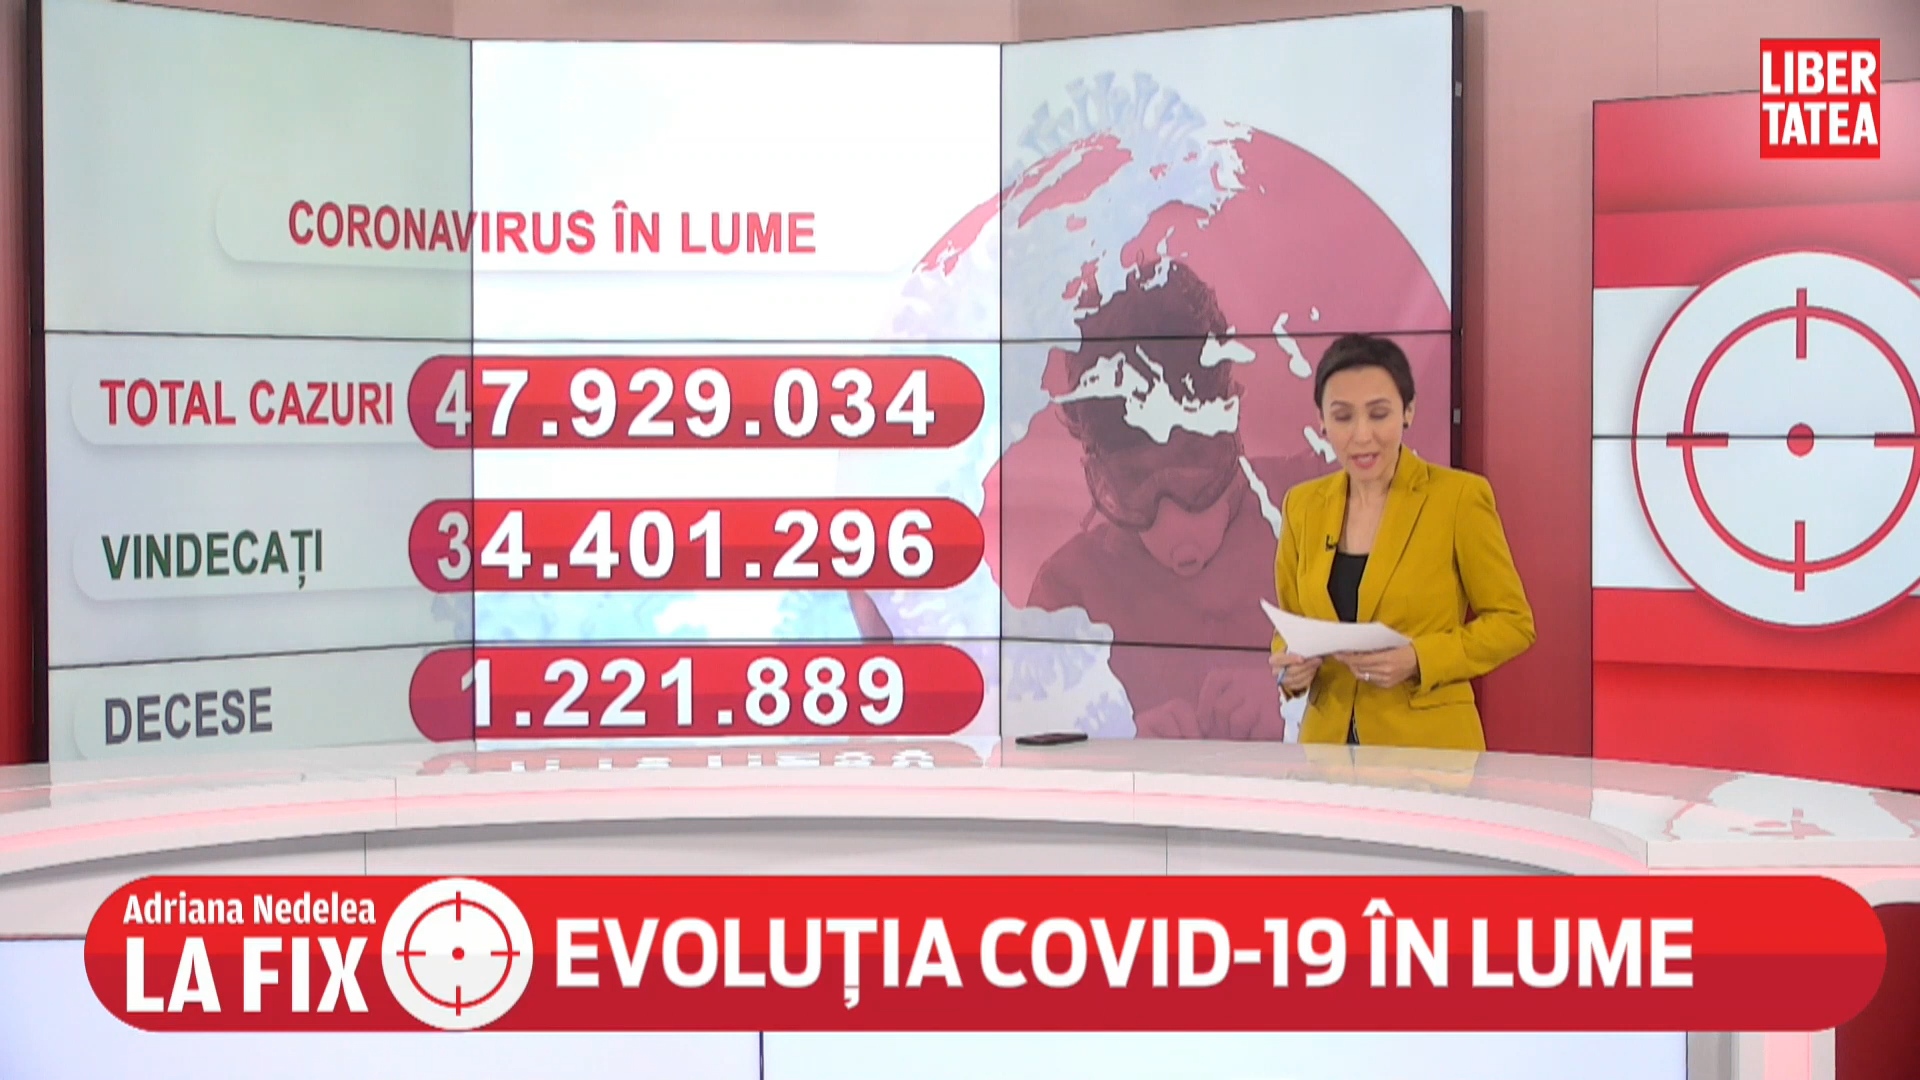 LIBER
TATEA
CORONAVIRUS ÎN LUME
TOTAL CAZURI 47.929.034
VINDECAȚI 34.401.296
DECESE 1.221.889
Adriana Nedelea
LA FIX
EVOLUȚIA COVID-19 ÎN LUME